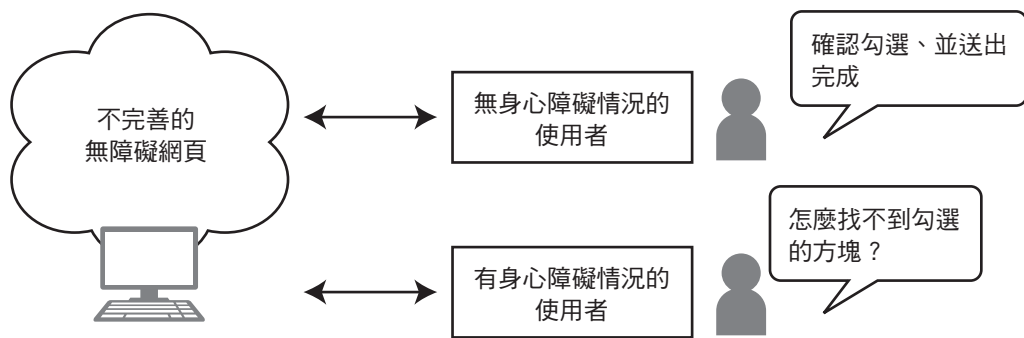 不完善的
無障礙網頁
無身心障礙情況的
使用者
確認勾選、並送出
完成
有身心障礙情況的
使用者
怎麼找不到勾選
的方塊？